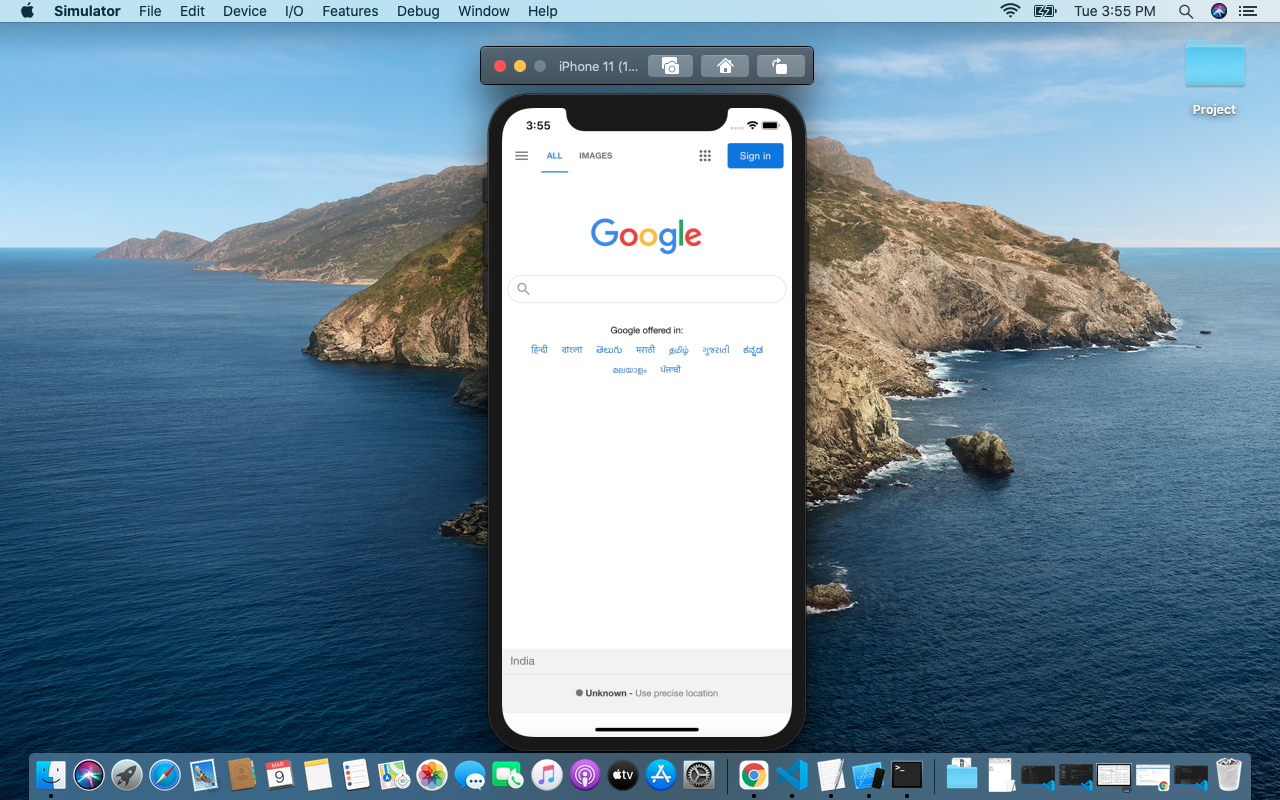 Simulator File Edit Device I/O Features Debug Window Help Tue 3:55 PM
iPhone 11 (1...
Project
3:55
ALL IMAGES Sign in
Google
Google offered in:
हिन्दी বাংলা తెలుగు मराठी தமிழ் ગુજરાતી ಕನ್ನಡ
മലയാളം ਪੰਜਾਬੀ
India
Unknown - Use precise location
MAR
9
tv